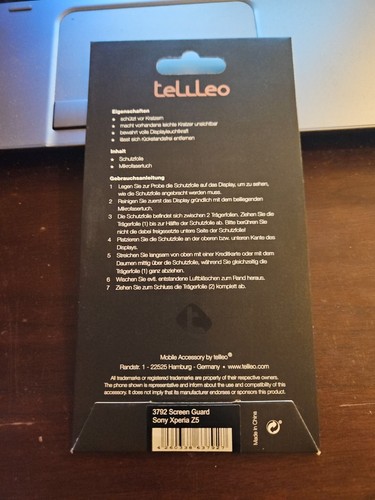 telileo
Eigenschaften
schützt vor Kratzern
macht vorhandene leichte Kratzer unsichtbar
bewahrt volle Displayleuchtkraft
lässt sich rückstandsfrei entfernen
Inhalt
Schutzfolie
Mikrofasertuch
Gebrauchsanleitung
1 Legen Sie zur Probe die Schutzfolie auf das Display, um zu sehen,
wie die Schutzfolie angebracht werden muss.
2 Reinigen Sie zuerst das Display gründlich mit dem beiliegenden
Mikrofasertuch.
3 Die Schutzfolie befindet sich zwischen 2 Trägerfolien. Ziehen Sie die
Trägerfolie (1) bis zur Hälfte der Schutzfolie ab. Bitte berühren Sie
nicht die dabei freigesetzte untere Seite der Schutzfolie!
4 Platzieren Sie die Schutzfolie an der oberen bzw. unteren Kante des
Displays.
5 Streichen Sie langsam von oben mit einer Kreditkarte oder mit dem
Daumen mittig über die Schutzfolie, während Sie gleichzeitig die
Trägerfolie (1) ganz abziehen.
6 Wischen Sie evtl. entstandene Luftbläschen zum Rand heraus.
7 Ziehen Sie zum Schluss die Trägerfolie (2) komplett ab.
Mobile Accessory by telileo®
Randstr. 1 - 22525 Hamburg - Germany • www.telileo.com
All trademarks or registered trademarks are property of their respective owners.
The phone shown is representative and inform about the use and compatibility of this
accessory. It does not imply that its manufacturer endorses or sponsors this product.
3792 Screen Guard
Sony Xperia Z5
Made in China